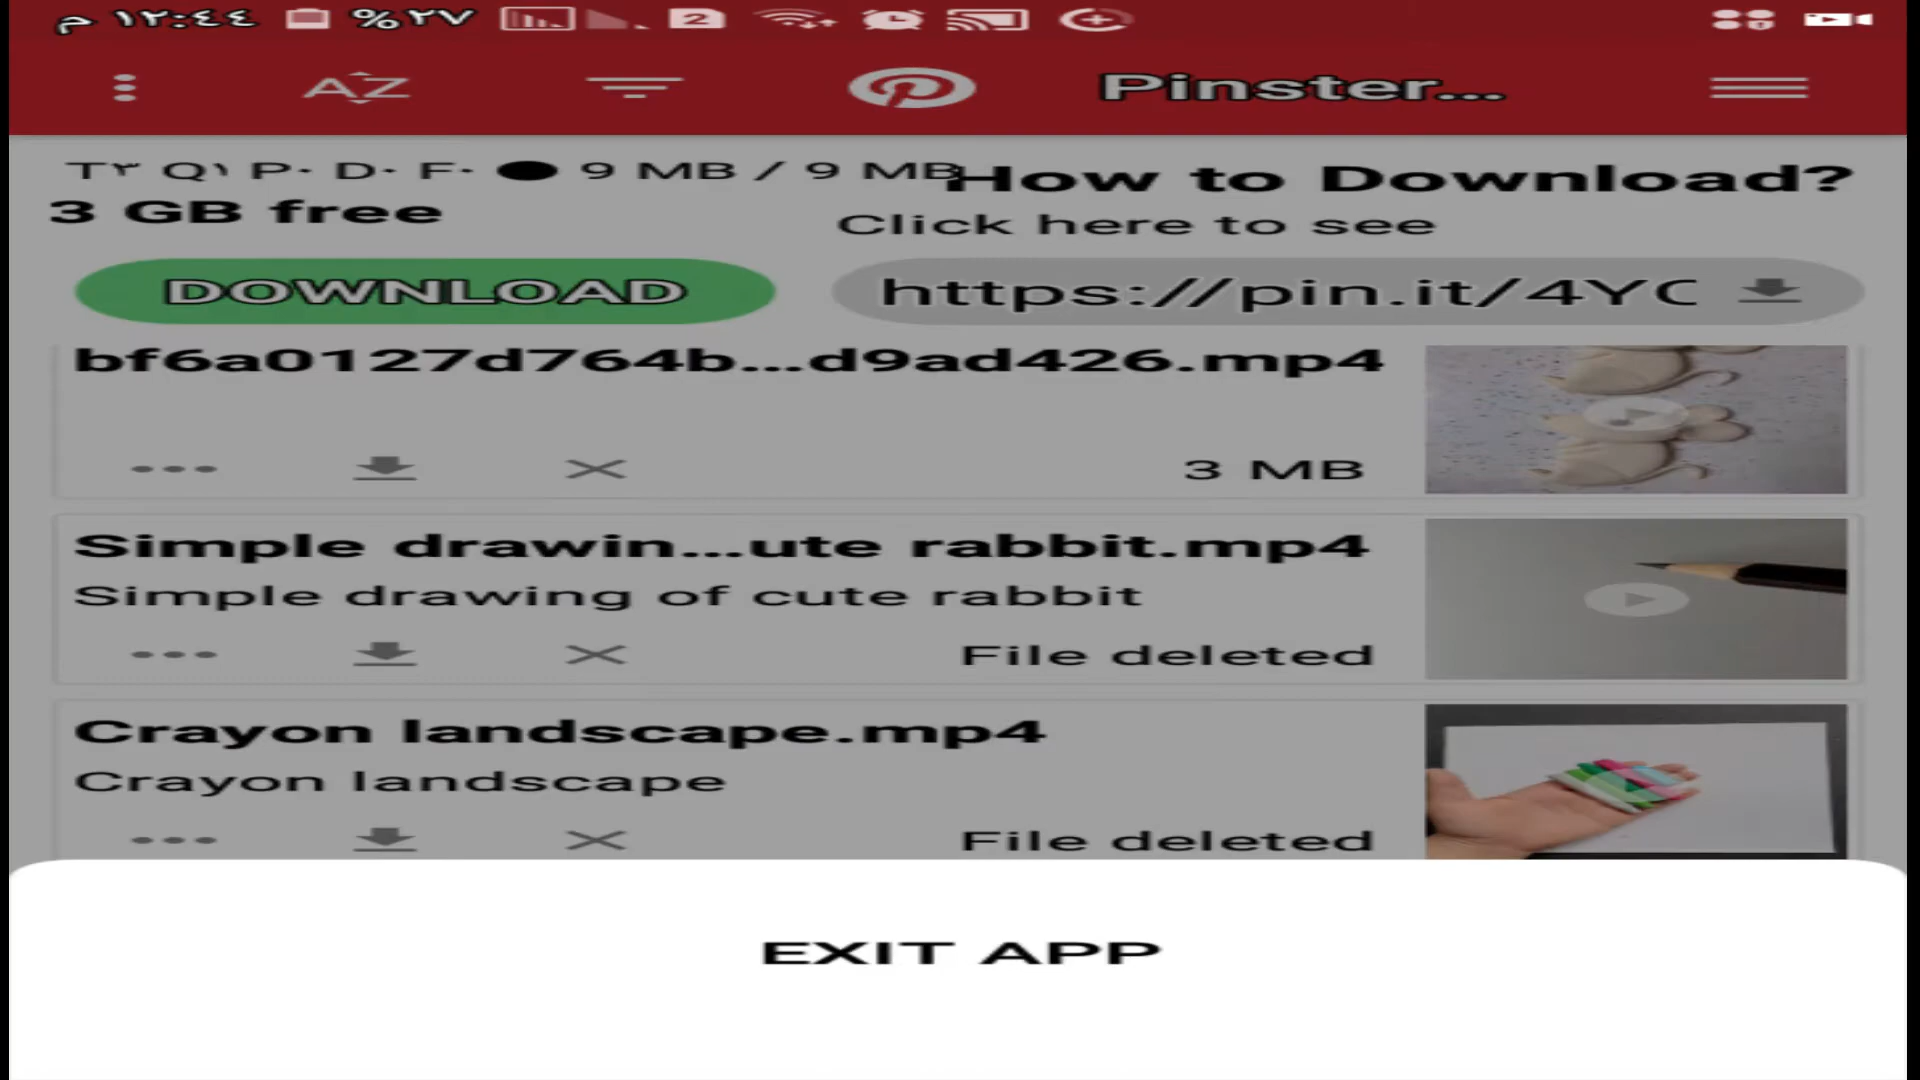 ١٢:٤٤ م %٢٧ 2
AZ Pinster...
T٣ Q١ P٠ D٠ F٠ ● 9 MB / 9 MB
3 GB free
How to Download?
Click here to see
DOWNLOAD
https://pin.it/4YC
bf6a0127d764b...d9ad426.mp4
3 MB
Simple drawin...ute rabbit.mp4
Simple drawing of cute rabbit
File deleted
Crayon landscape.mp4
Crayon landscape
File deleted
EXIT APP